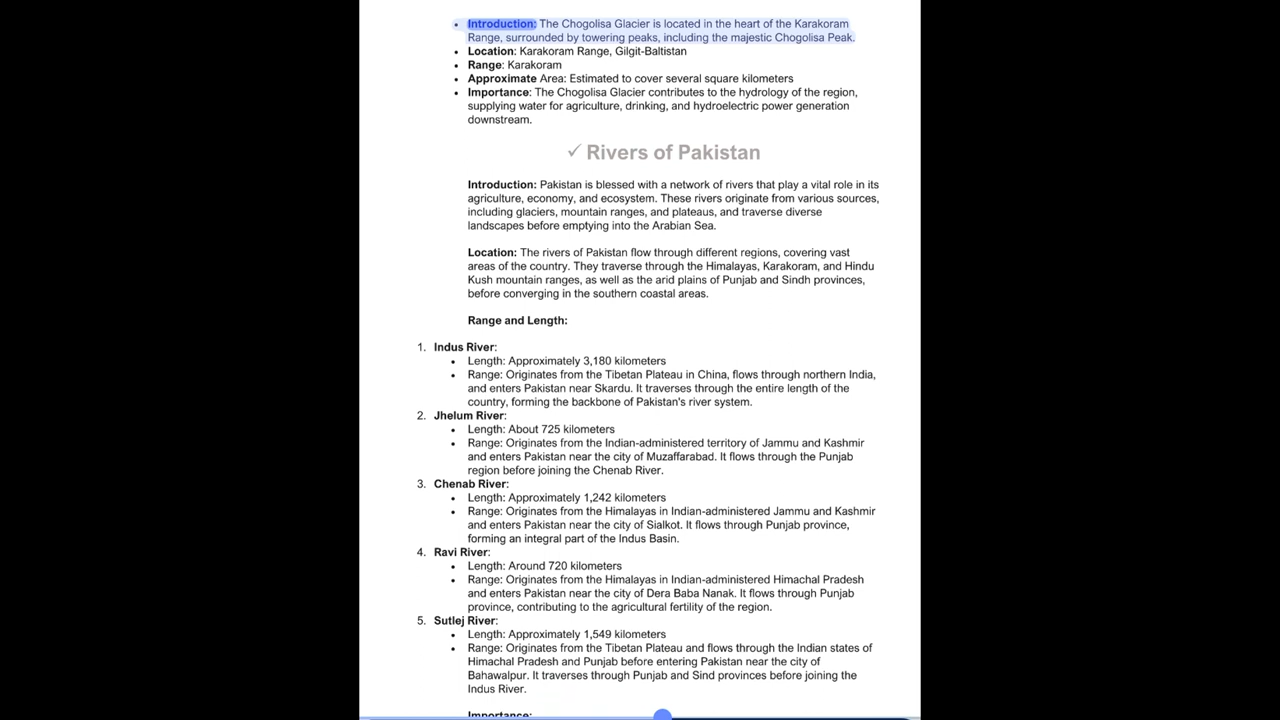 • Introduction: The Chogolisa Glacier is located in the heart of the Karakoram
Range, surrounded by towering peaks, including the majestic Chogolisa Peak.
• Location: Karakoram Range, Gilgit-Baltistan
• Range: Karakoram
• Approximate Area: Estimated to cover several square kilometers
• Importance: The Chogolisa Glacier contributes to the hydrology of the region,
supplying water for agriculture, drinking, and hydroelectric power generation
downstream.
✓ Rivers of Pakistan
Introduction: Pakistan is blessed with a network of rivers that play a vital role in its
agriculture, economy, and ecosystem. These rivers originate from various sources,
including glaciers, mountain ranges, and plateaus, and traverse diverse
landscapes before emptying into the Arabian Sea.
Location: The rivers of Pakistan flow through different regions, covering vast
areas of the country. They traverse through the Himalayas, Karakoram, and Hindu
Kush mountain ranges, as well as the arid plains of Punjab and Sindh provinces,
before converging in the southern coastal areas.
Range and Length:
1. Indus River:
• Length: Approximately 3,180 kilometers
• Range: Originates from the Tibetan Plateau in China, flows through northern India,
and enters Pakistan near Skardu. It traverses through the entire length of the
country, forming the backbone of Pakistan's river system.
2. Jhelum River:
• Length: About 725 kilometers
• Range: Originates from the Indian-administered territory of Jammu and Kashmir
and enters Pakistan near the city of Muzaffarabad. It flows through the Punjab
region before joining the Chenab River.
3. Chenab River:
• Length: Approximately 1,242 kilometers
• Range: Originates from the Himalayas in Indian-administered Jammu and Kashmir
and enters Pakistan near the city of Sialkot. It flows through Punjab province,
forming an integral part of the Indus Basin.
4. Ravi River:
• Length: Around 720 kilometers
• Range: Originates from the Himalayas in Indian-administered Himachal Pradesh
and enters Pakistan near the city of Dera Baba Nanak. It flows through Punjab
province, contributing to the agricultural fertility of the region.
5. Sutlej River:
• Length: Approximately 1,549 kilometers
• Range: Originates from the Tibetan Plateau and flows through the Indian states of
Himachal Pradesh and Punjab before entering Pakistan near the city of
Bahawalpur. It traverses through Punjab and Sind provinces before joining the
Indus River.
Importance: